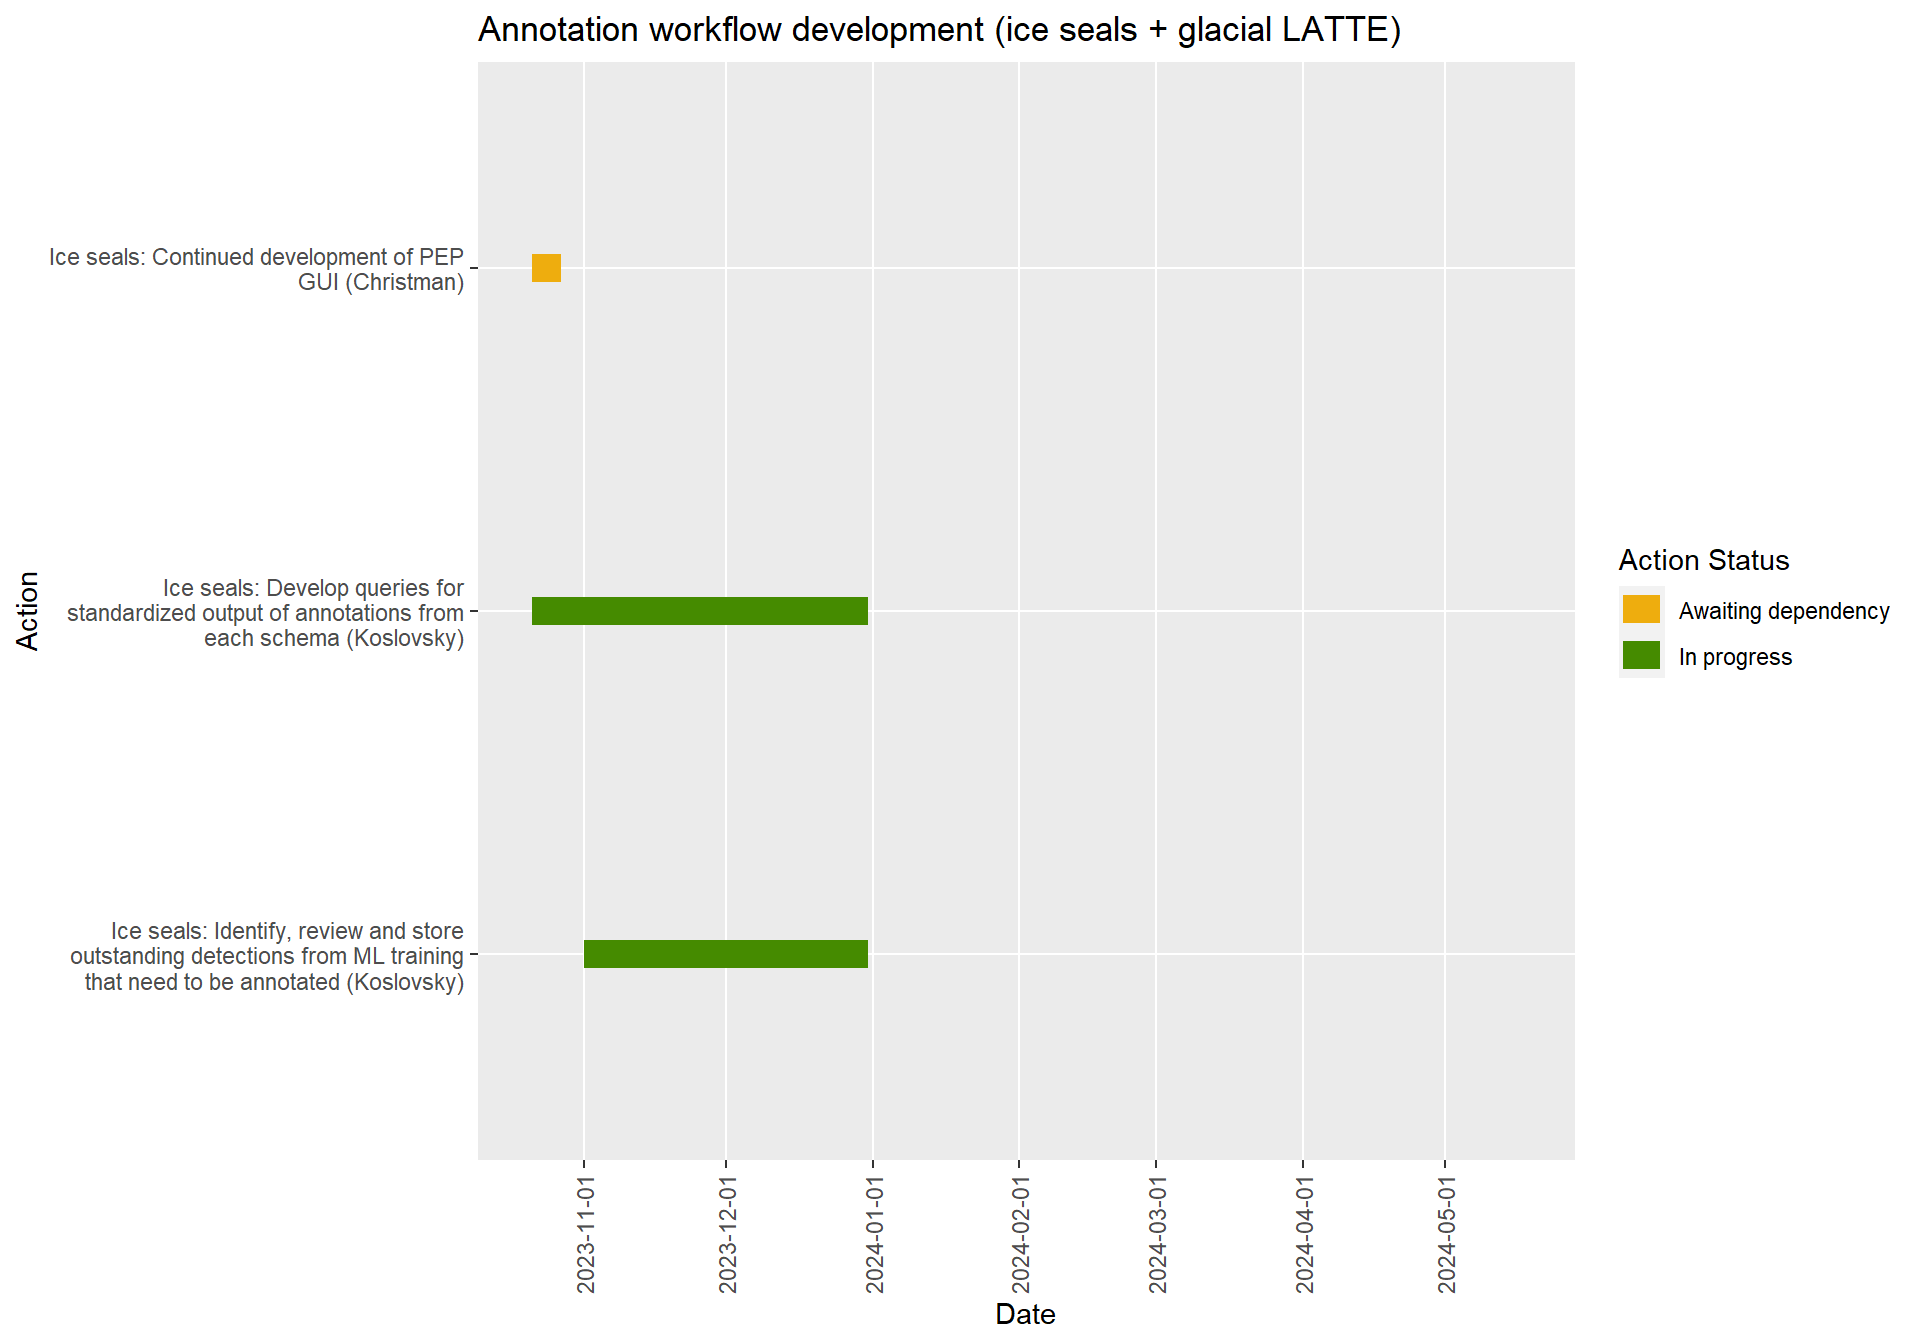 Annotation workflow development (ice seals + glacial LATTE)
Ice seals: Continued development of PEP
GUI (Christman)
Ice seals: Develop queries for
standardized output of annotations from
each schema (Koslovsky)
Ice seals: Identify, review and store
outstanding detections from ML training
that need to be annotated (Koslovsky)
Action
2023-11-01
2023-12-01
2024-01-01
2024-02-01
2024-03-01
2024-04-01
2024-05-01
Date
Action Status
Awaiting dependency
In progress